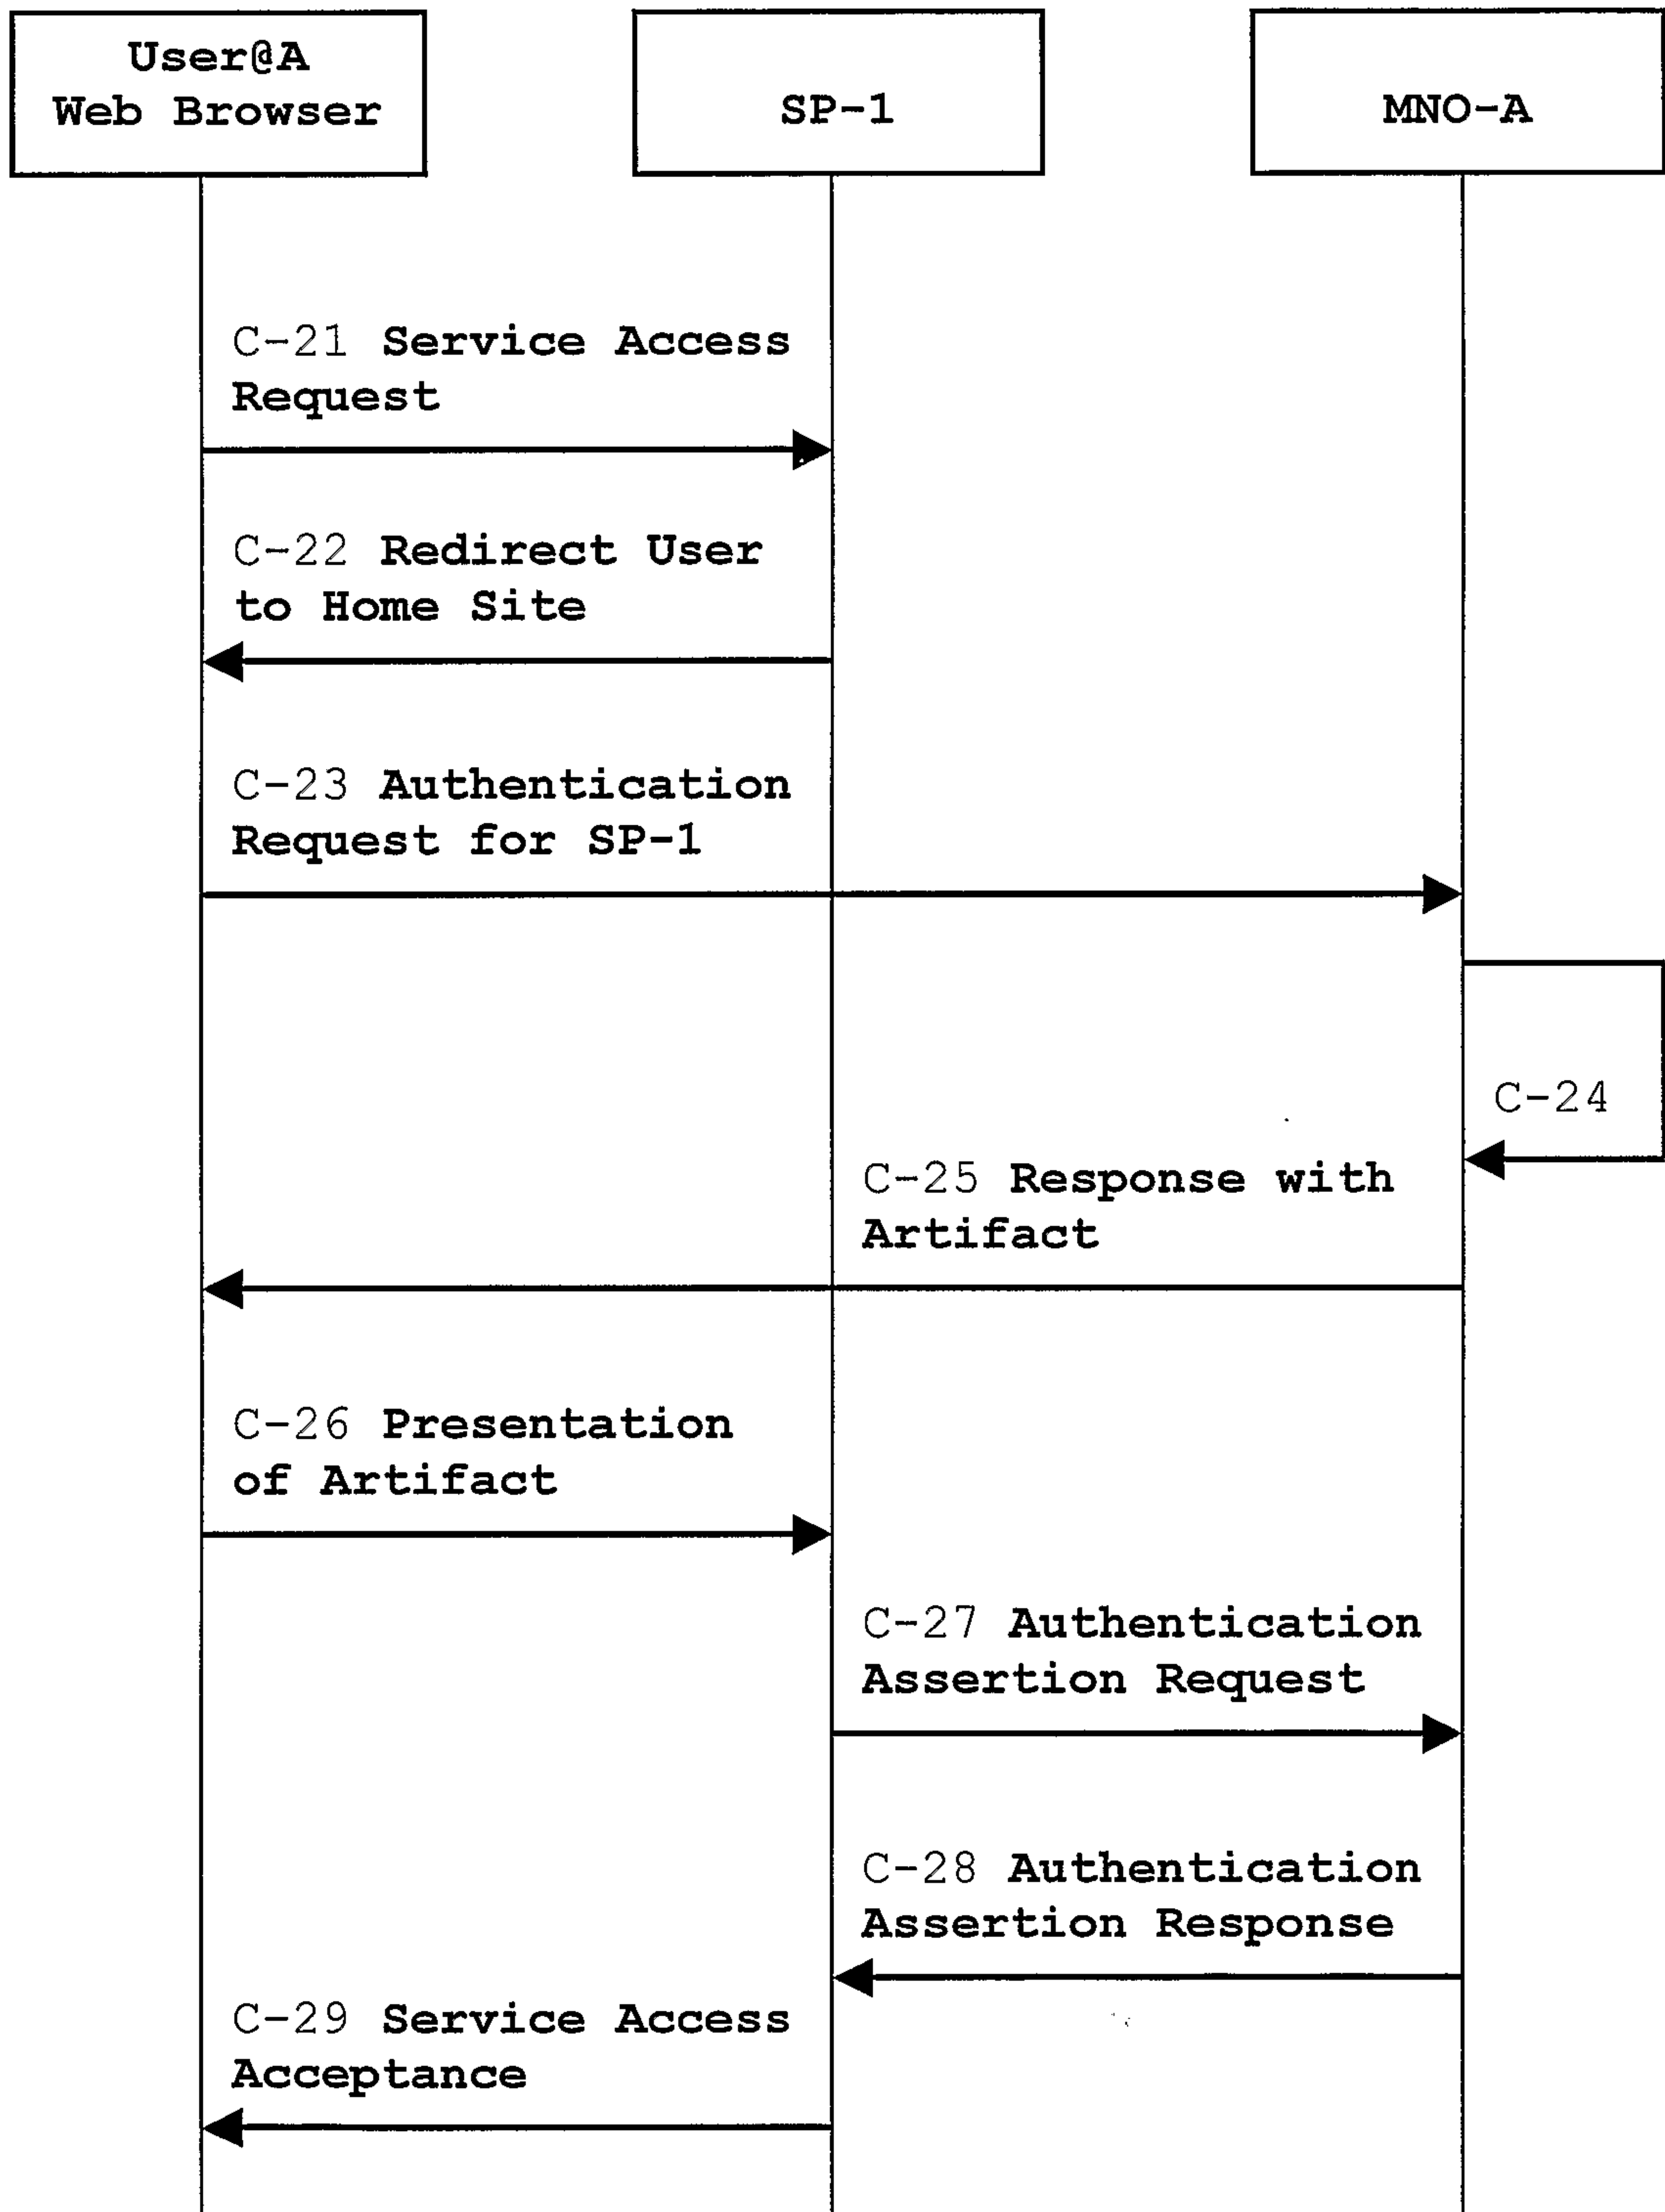 User@A
Web Browser
SP-1
MNO-A
C-21 Service Access
Request
C-22 Redirect User
to Home Site
C-23 Authentication
Request for SP-1
C-24
C-25 Response with
Artifact
C-26 Presentation
of Artifact
C-27 Authentication
Assertion Request
C-28 Authentication
Assertion Response
C-29 Service Access
Acceptance